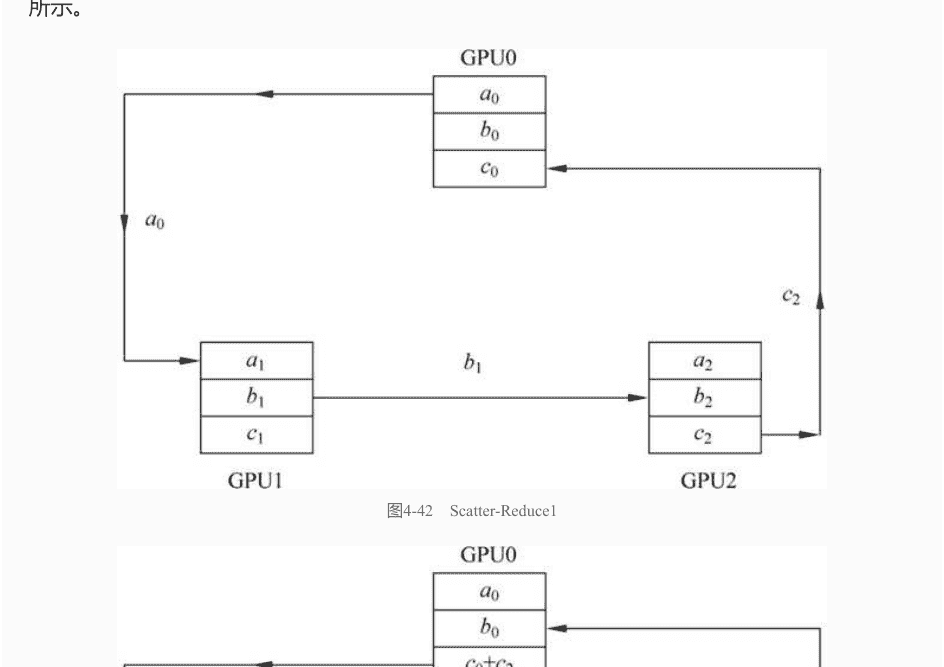 所示。
GPU0
a₀
b₀
c₀
a₀
c₂
a₁
b₁
c₁
b₁
a₂
b₂
c₂
GPU1
GPU2
图4-42 Scatter-Reduce1
GPU0
a₀
b₀
c₀+c₂